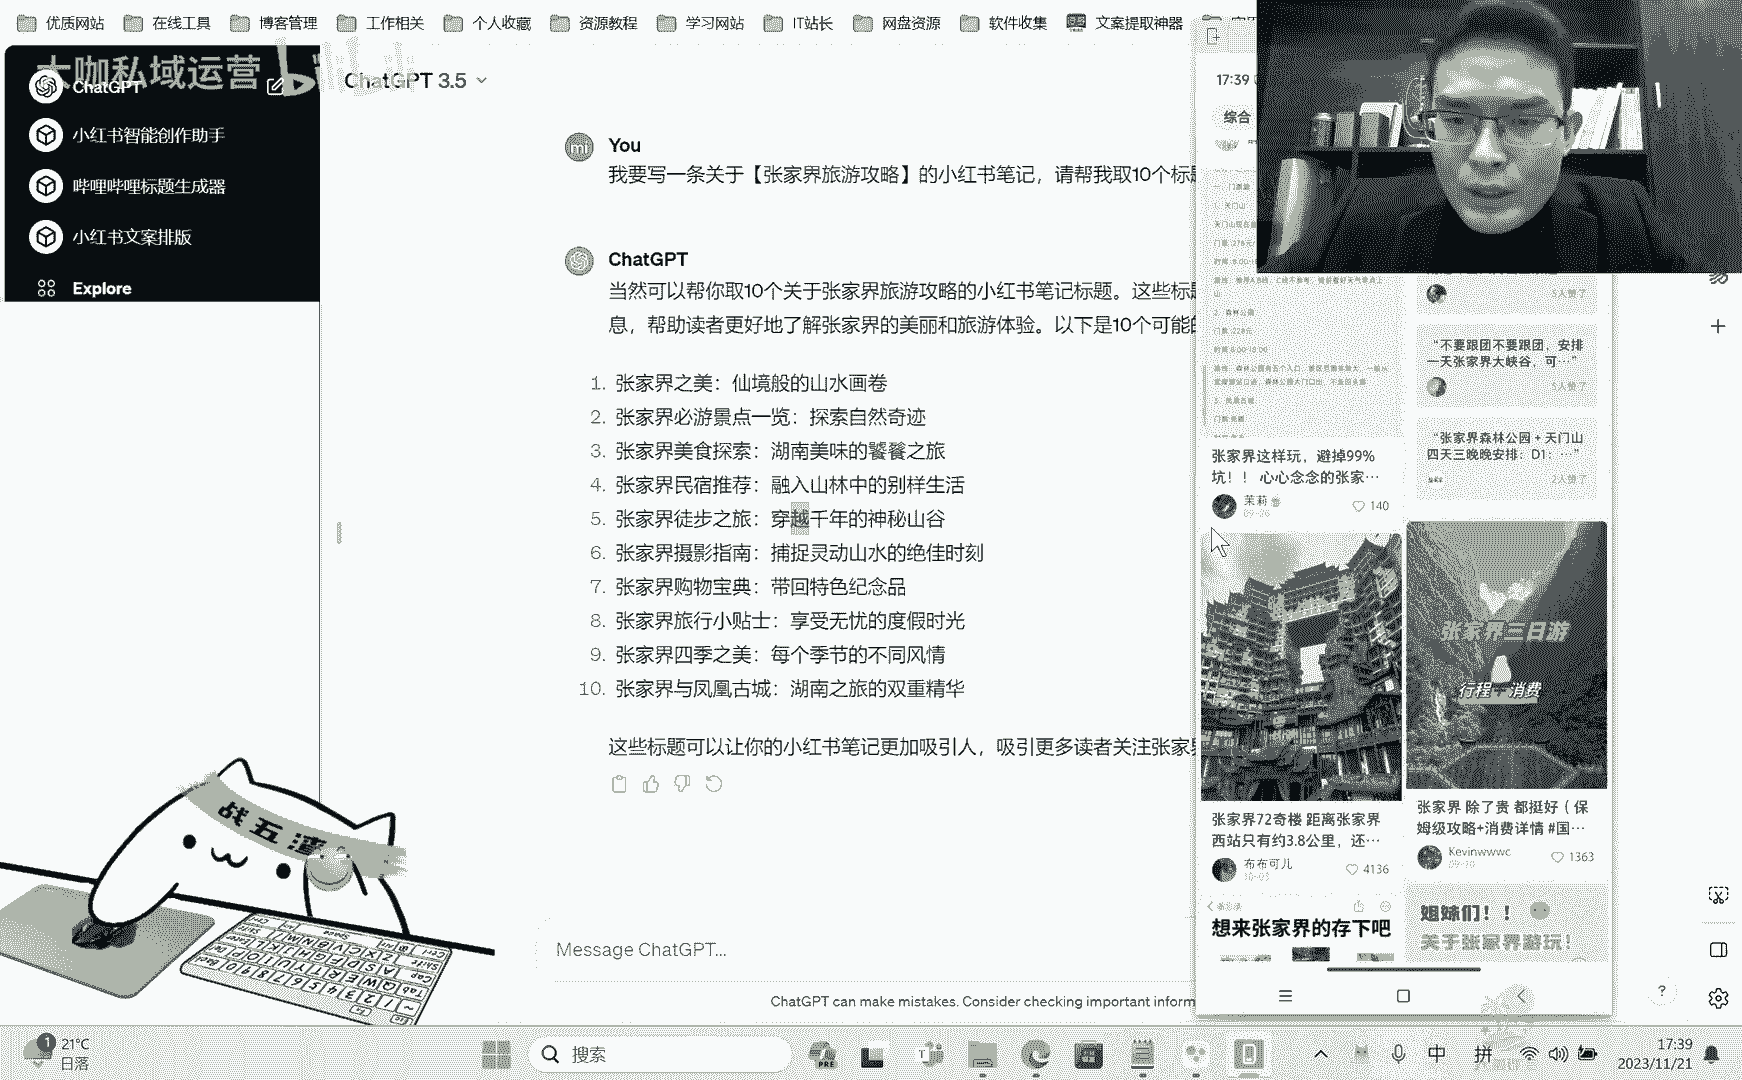 优质网站
在线工具
博客管理
工作相关
个人收藏
资源教程
学习网站
IT站长
网盘资源
软件收集
文案提取神器
大咖私域运营
bilibili
ChatGPT
小红书智能创作助手
哔哩哔哩标题生成器
小红书文案排版
Explore
ChatGPT 3.5
You
我要写一条关于【张家界旅游攻略】的小红书笔记，请帮我取10个标题
ChatGPT
当然可以帮你取10个关于张家界旅游攻略的小红书笔记标题。这些标题
息，帮助读者更好地了解张家界的美丽和旅游体验。以下是10个可能的
1. 张家界之美：仙境般的山水画卷
2. 张家界必游景点一览：探索自然奇迹
3. 张家界美食探索：湖南美味的饕餮之旅
4. 张家界民宿推荐：融入山林中的别样生活
5. 张家界徒步之旅：穿越千年的神秘山谷
6. 张家界摄影指南：捕捉灵动山水的绝佳时刻
7. 张家界购物宝典：带回特色纪念品
8. 张家界旅行小贴士：享受无忧的度假时光
9. 张家界四季之美：每个季节的不同风情
10. 张家界与凤凰古城：湖南之旅的双重精华
这些标题可以让你的小红书笔记更加吸引人，吸引更多读者关注张家界
Message ChatGPT...
ChatGPT can make mistakes. Consider checking important inform
17:39
综合
张家界这样玩，避掉99%
坑！！ 心心念念的张家…
茉莉
09-26
140
“不要跟团不要跟团，安排
一天张家界大峡谷，可…”
5人赞了
5人赞了
“张家界森林公园+天门山
四天三晚晚安排：D1：…”
2人赞了
张家界72奇楼 距离张家界
西站只有约3.8公里，还…
布布可儿
4136
张家界三日游
行程+消费
张家界 除了贵 都挺好（保
姆级攻略+消费详情 #国…
Kevinwwwc
1363
想来张家界的存下吧
姐妹们！！
关于张家界游玩！
战五渣
1
21°C
日落
搜索
PRE
中
拼
17:39
2023/11/21